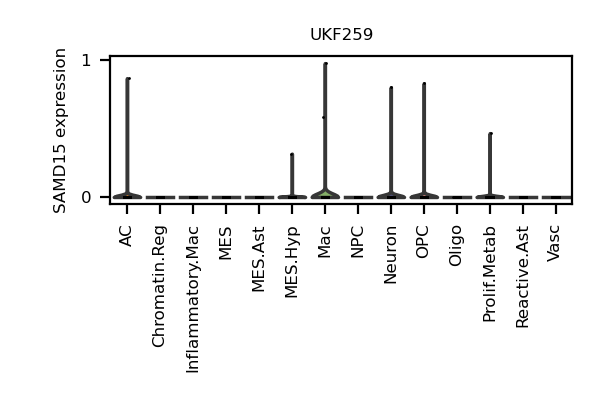 UKF259
SAMD15 expression
1
0
AC
Chromatin.Reg
Inflammatory.Mac
MES
MES.Ast
MES.Hyp
Mac
NPC
Neuron
OPC
Oligo
Prolif.Metab
Reactive.Ast
Vasc